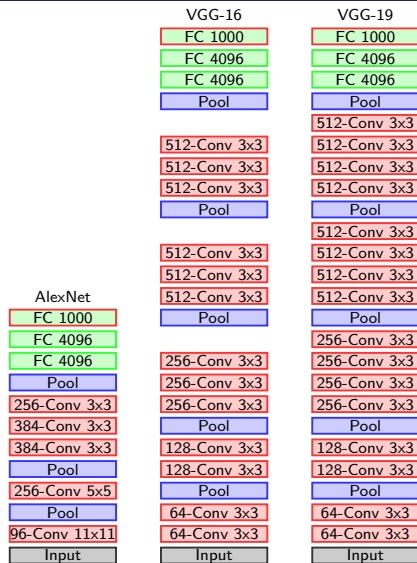 VGG-16
FC 1000
FC 4096
FC 4096
Pool
512-Conv 3x3
512-Conv 3x3
512-Conv 3x3
Pool
512-Conv 3x3
512-Conv 3x3
512-Conv 3x3
Pool
256-Conv 3x3
256-Conv 3x3
256-Conv 3x3
Pool
128-Conv 3x3
128-Conv 3x3
Pool
64-Conv 3x3
64-Conv 3x3
Input
VGG-19
FC 1000
FC 4096
FC 4096
Pool
512-Conv 3x3
512-Conv 3x3
512-Conv 3x3
512-Conv 3x3
Pool
512-Conv 3x3
512-Conv 3x3
512-Conv 3x3
512-Conv 3x3
Pool
256-Conv 3x3
256-Conv 3x3
256-Conv 3x3
256-Conv 3x3
Pool
128-Conv 3x3
128-Conv 3x3
Pool
64-Conv 3x3
64-Conv 3x3
Input
AlexNet
FC 1000
FC 4096
FC 4096
Pool
256-Conv 3x3
384-Conv 3x3
384-Conv 3x3
Pool
256-Conv 5x5
Pool
96-Conv 11x11
Input